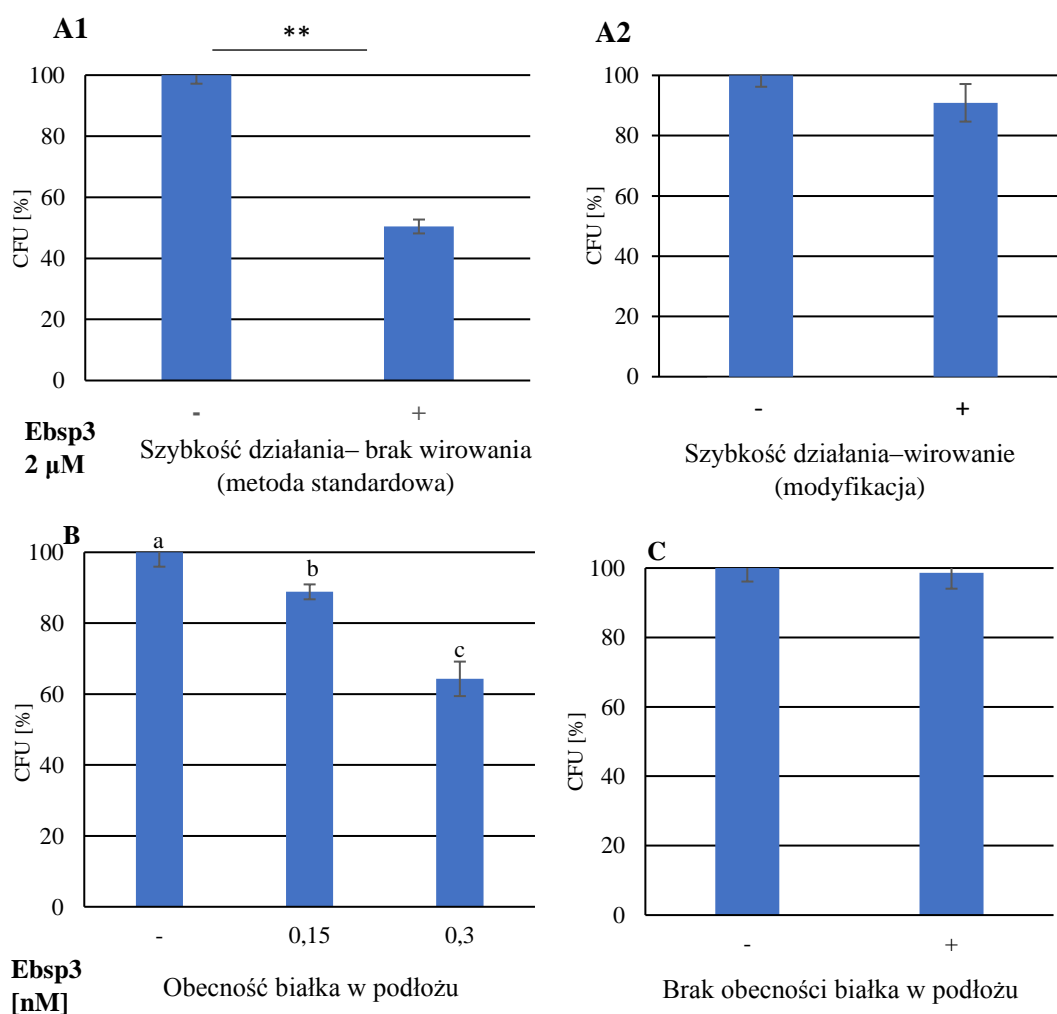 A1
**
100
80
60
40
20
0
CFU [%]
- +
Ebsp3
2 µM
Szybkość działania– brak wirowania
(metoda standardowa)
A2
100
80
60
40
20
0
CFU [%]
- +
Szybkość działania–wirowanie
(modyfikacja)
B
a
b
c
100
80
60
40
20
0
CFU [%]
- 0,15 0,3
Ebsp3
[nM]
Obecność białka w podłożu
C
100
80
60
40
20
0
CFU [%]
- +
Brak obecności białka w podłożu